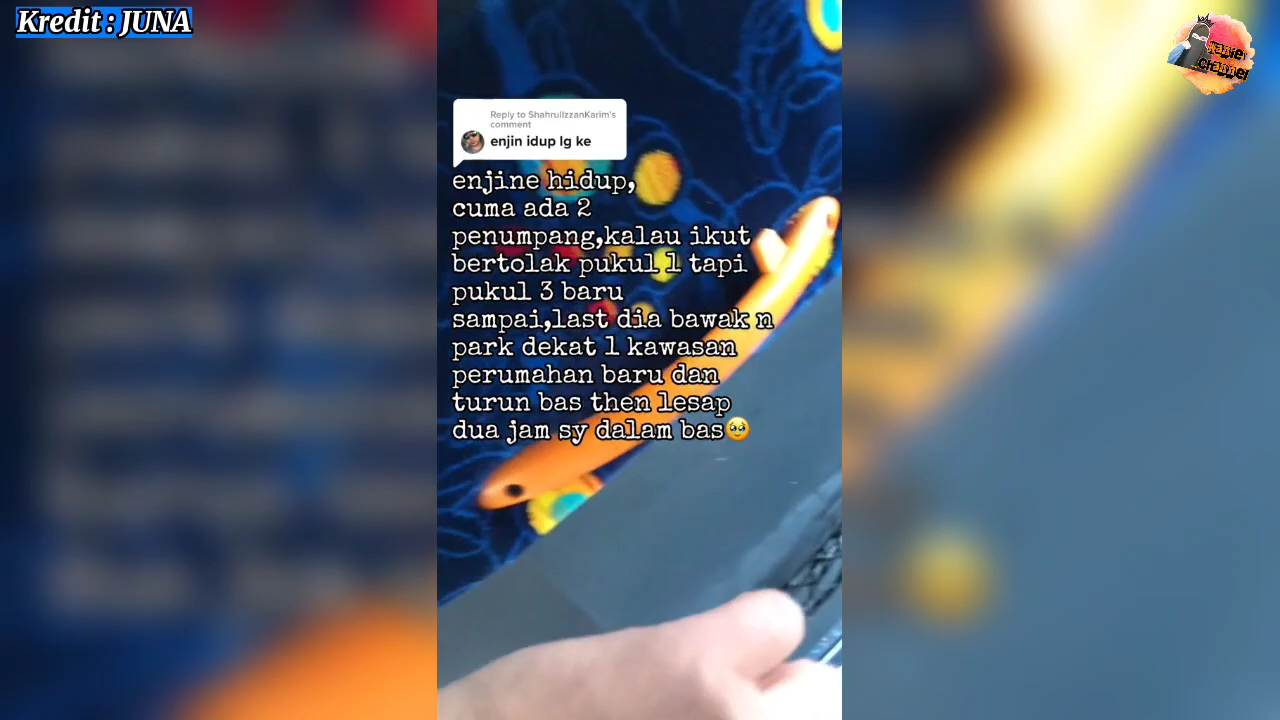 Kredit : JUNA
Wanier
Channel
Reply to ShahrulIzzanKarim's
comment
enjin idup lg ke
enjine hidup,
cuma ada 2
penumpang,kalau ikut
bertolak pukul 1 tapi
pukul 3 baru
sampai,last dia bawak n
park dekat 1 kawasan
perumahan baru dan
turun bas then lesap
dua jam sy dalam bas🥹